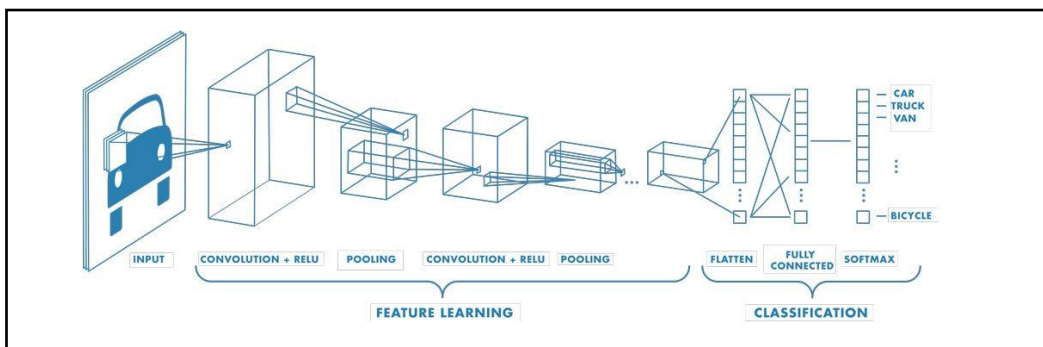 CAR
TRUCK
VAN
BICYCLE
INPUT
CONVOLUTION + RELU
POOLING
CONVOLUTION + RELU
POOLING
FLATTEN
FULLY
CONNECTED
SOFTMAX
FEATURE LEARNING
CLASSIFICATION